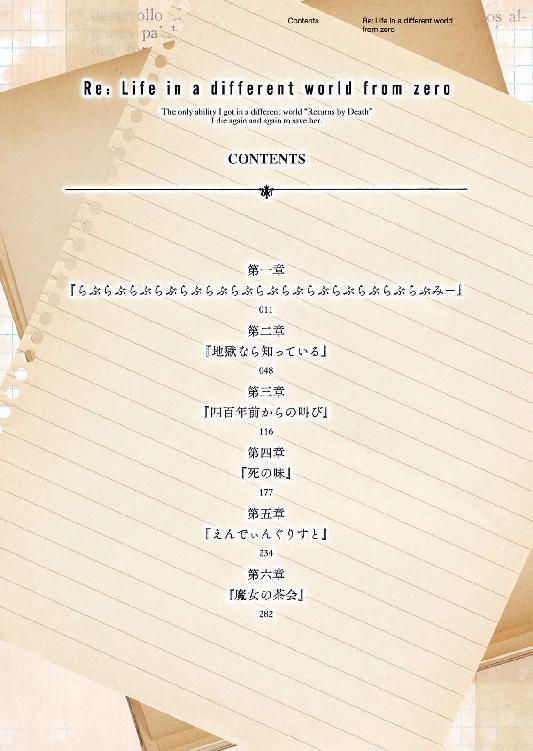 Contents
Re: Life in a different world
from zero
Re: Life in a different world from zero
The only ability I got in a different world "Returns by Death"
I die again and again to save her.
CONTENTS
第一章
『らぶらぶらぶらぶらぶらぶらぶらぶらぶらぶらぶらぶらぶらぶらぶみー』
011
第二章
『地獄なら知っている』
048
第三章
『四百年前からの叫び』
116
第四章
『死の味』
177
第五章
『えんでぃんぐりすと』
234
第六章
『魔女の茶会』
282